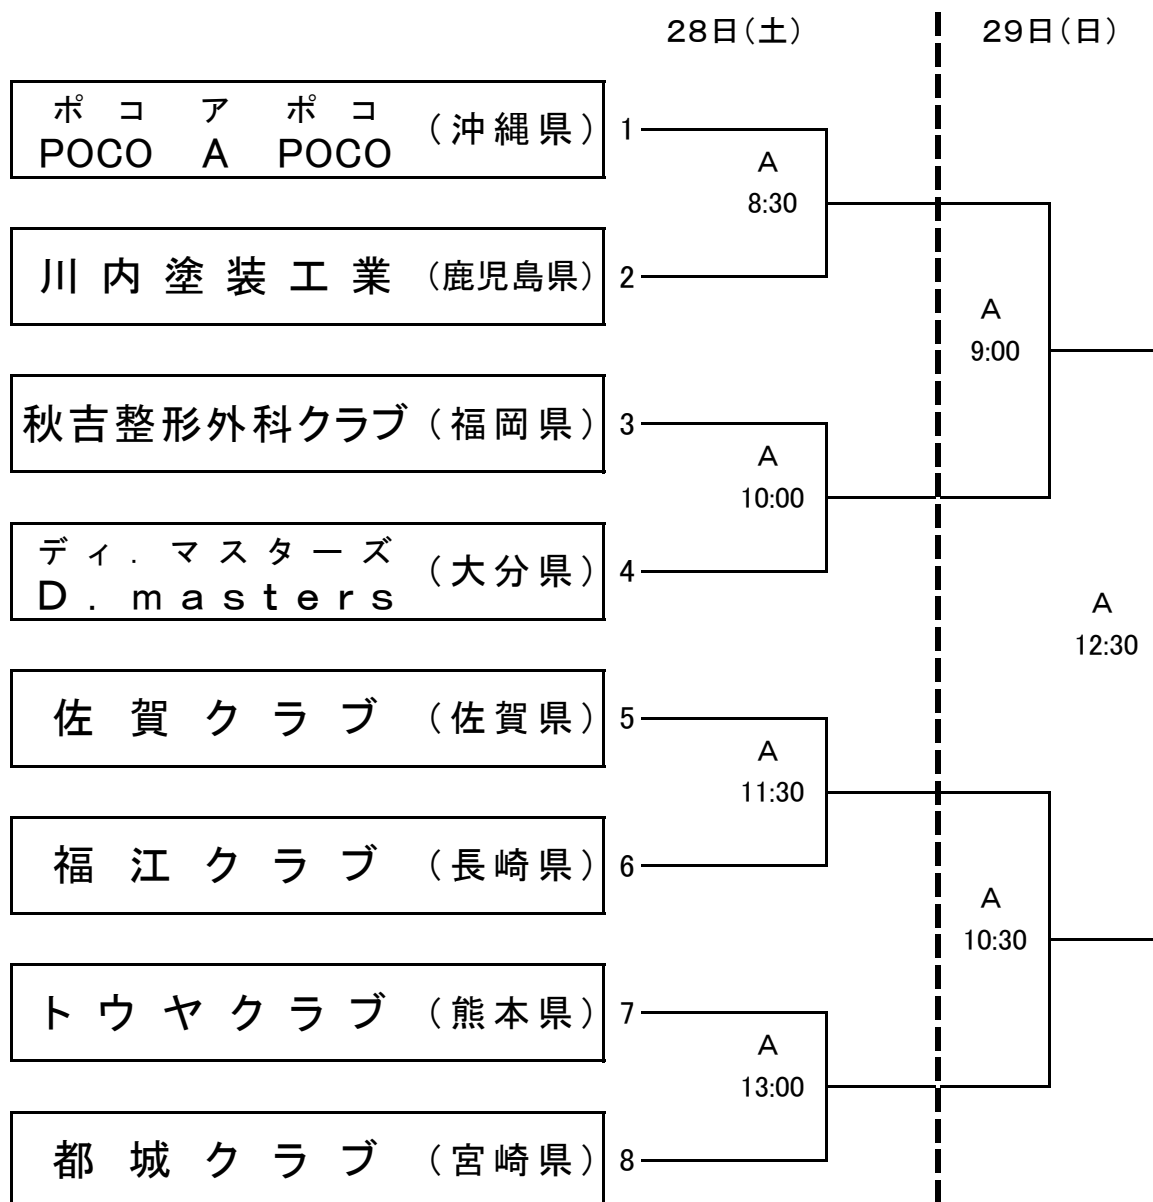 28日(土) 29日(日)
ポコ ア ポコ
POCO A POCO (沖縄県) 1
A
8:30
川内塗装工業 (鹿児島県) 2
A
9:00
秋吉整形外科クラブ (福岡県) 3
A
10:00
ディ.マスターズ
D.masters (大分県) 4
A
12:30
佐賀クラブ (佐賀県) 5
A
11:30
福江クラブ (長崎県) 6
A
10:30
トウヤクラブ (熊本県) 7
A
13:00
都城クラブ (宮崎県) 8